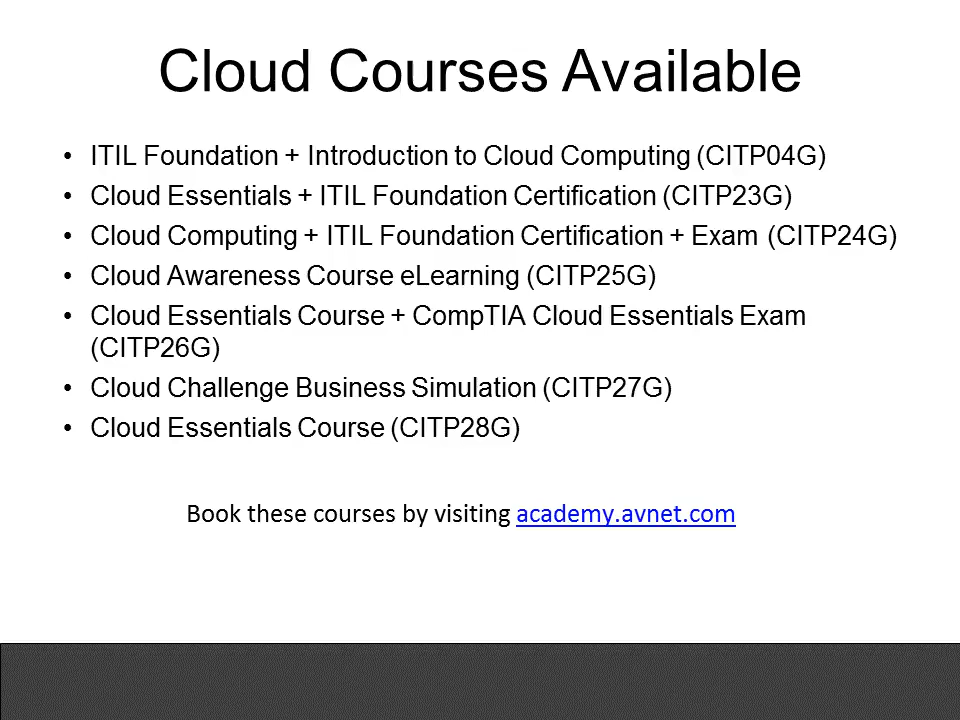 Cloud Courses Available
• ITIL Foundation + Introduction to Cloud Computing (CITP04G)
• Cloud Essentials + ITIL Foundation Certification (CITP23G)
• Cloud Computing + ITIL Foundation Certification + Exam (CITP24G)
• Cloud Awareness Course eLearning (CITP25G)
• Cloud Essentials Course + CompTIA Cloud Essentials Exam
(CITP26G)
• Cloud Challenge Business Simulation (CITP27G)
• Cloud Essentials Course (CITP28G)
Book these courses by visiting academy.avnet.com